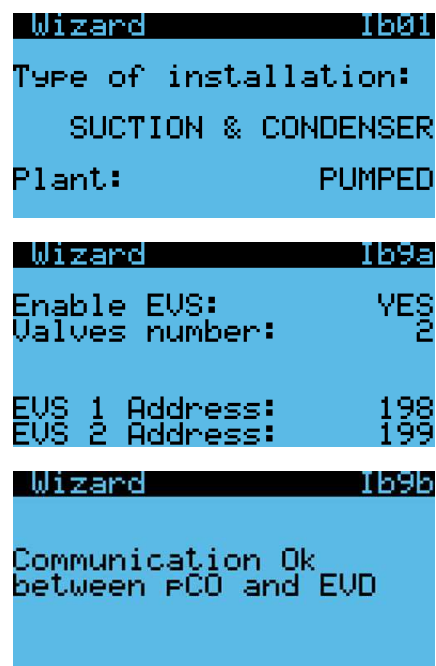 Wizard Ib01
Type of installation:
SUCTION & CONDENSER
Plant: PUMPED
Wizard Ib9a
Enable EVS: YES
Valves number: 2
EVS 1 Address: 198
EVS 2 Address: 199
Wizard Ib9b
Communication Ok
between pCO and EVD